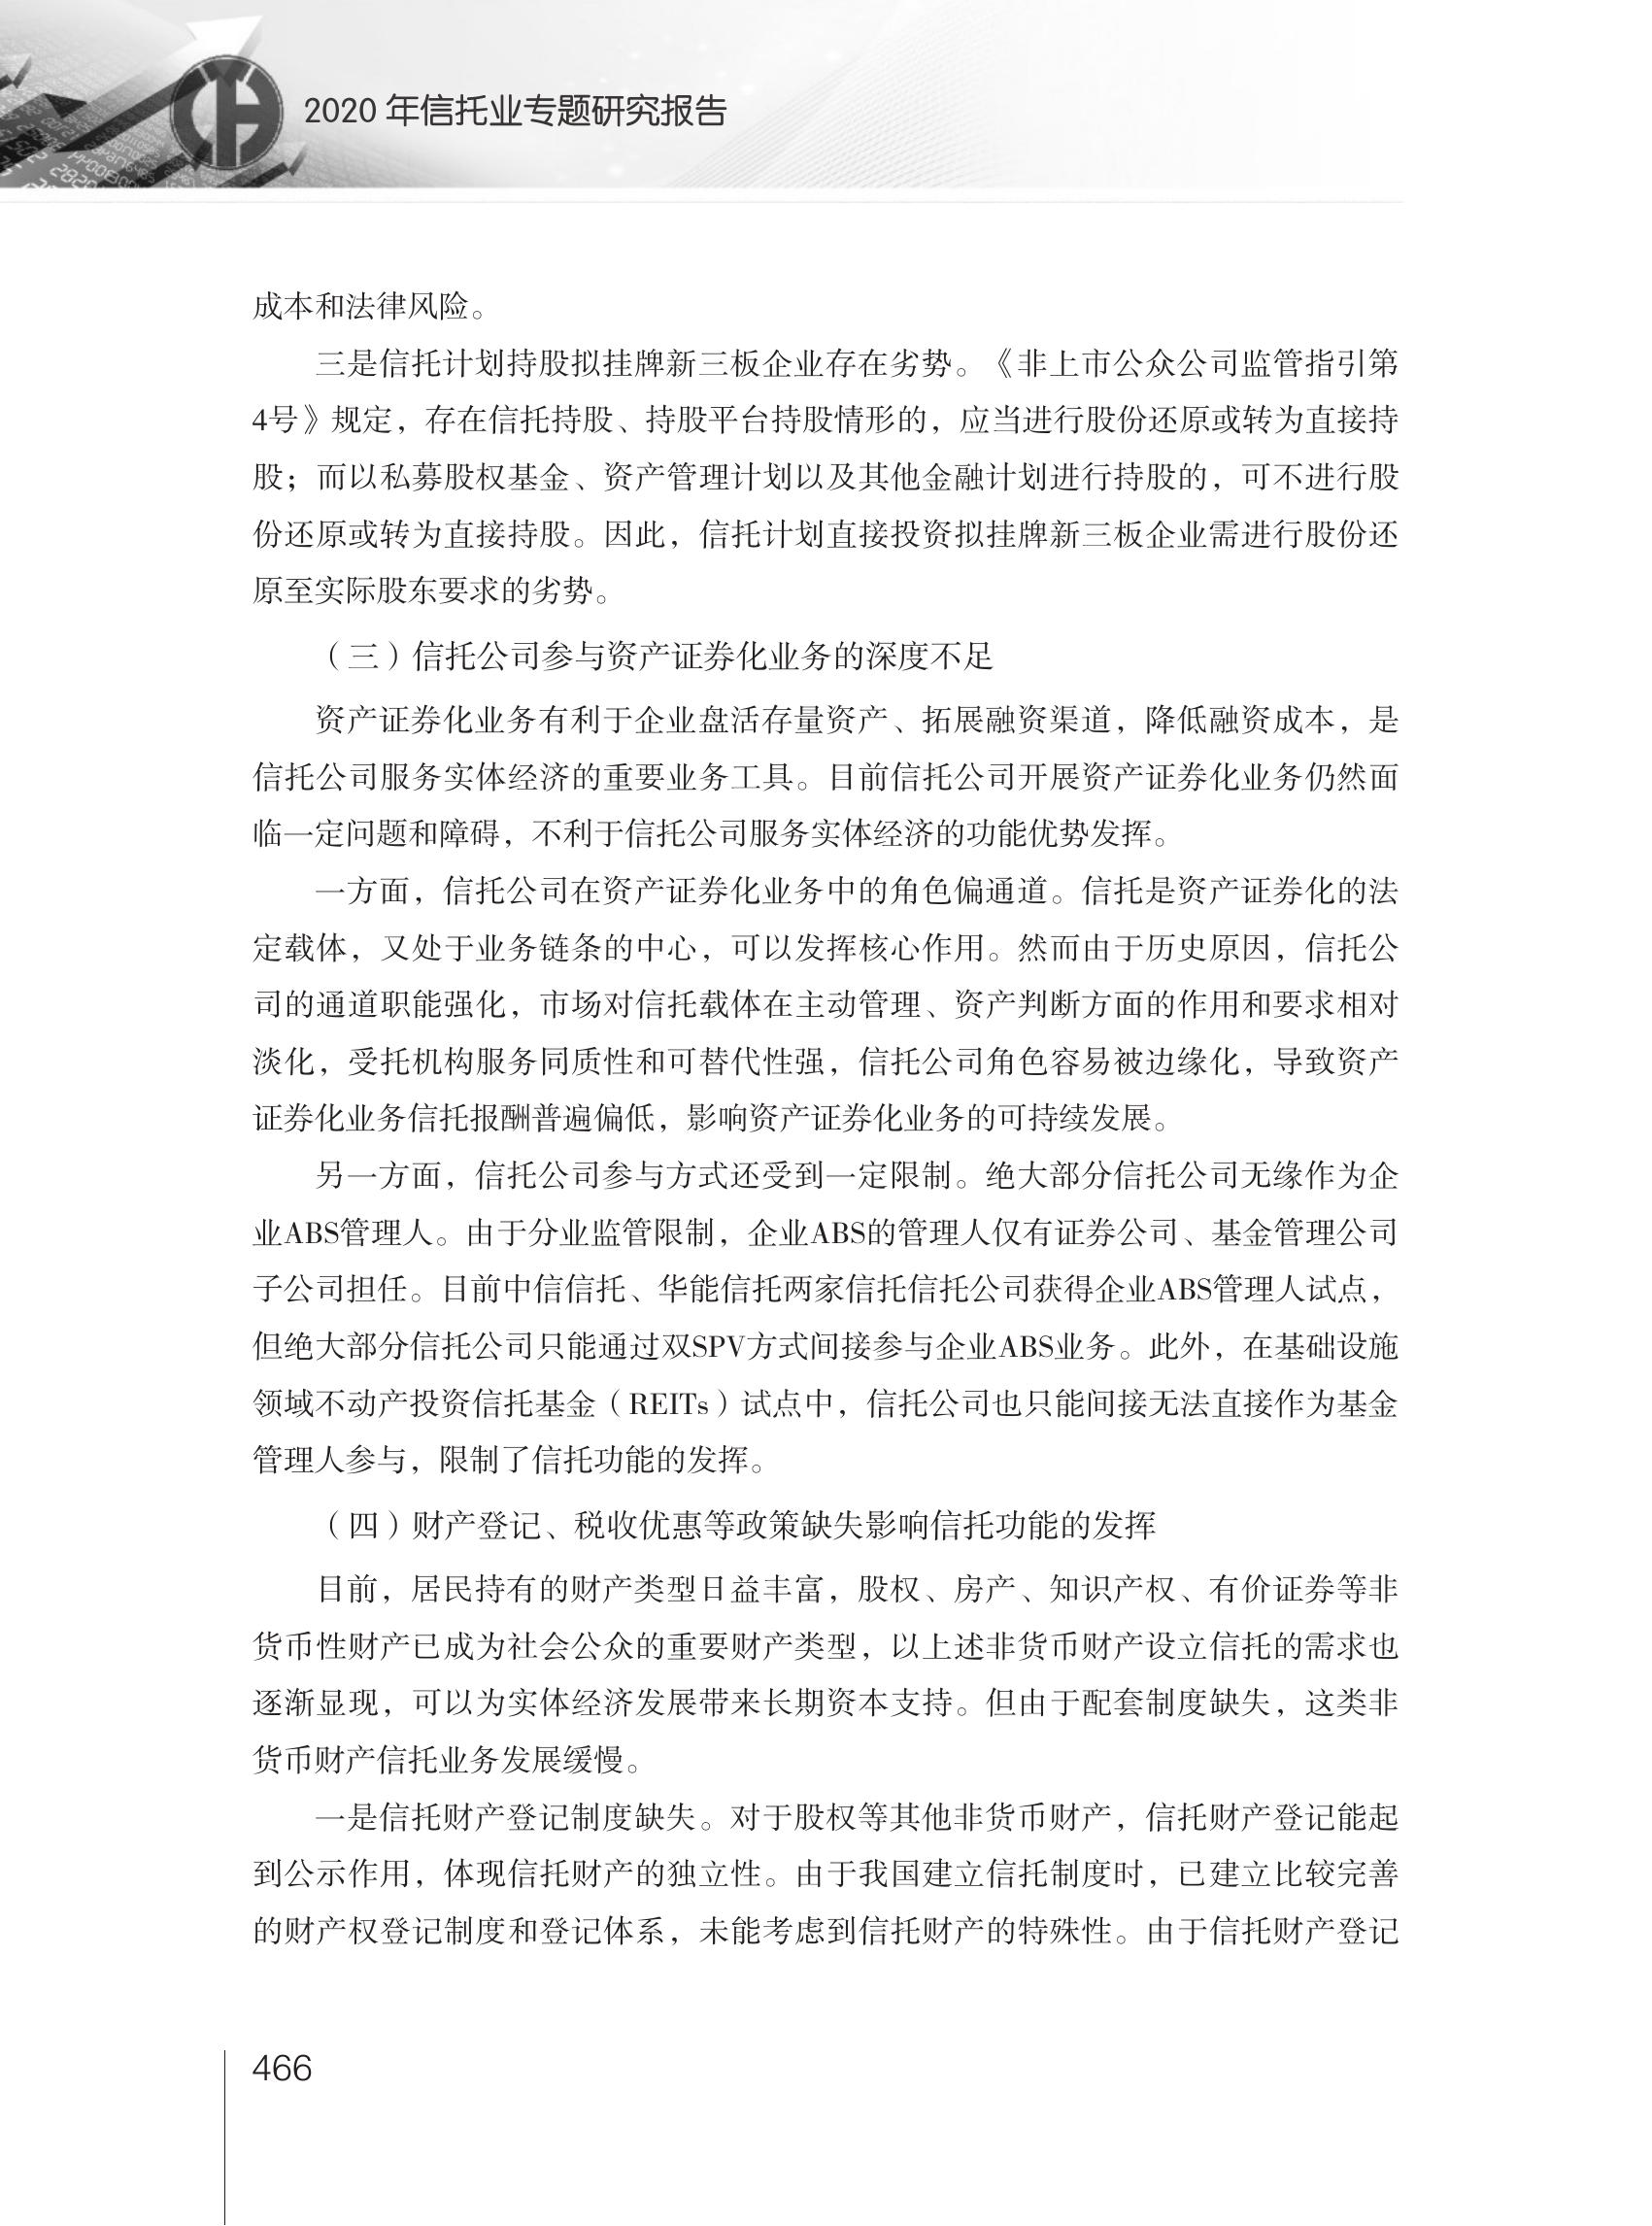 2020 年信托业专题研究报告
成本和法律风险。
三是信托计划持股拟挂牌新三板企业存在劣势。《非上市公众公司监管指引第
4号》规定，存在信托持股、持股平台持股情形的，应当进行股份还原或转为直接持
股；而以私募股权基金、资产管理计划以及其他金融计划进行持股的，可不进行股
份还原或转为直接持股。因此，信托计划直接投资拟挂牌新三板企业需进行股份还
原至实际股东要求的劣势。
（三）信托公司参与资产证券化业务的深度不足
资产证券化业务有利于企业盘活存量资产、拓展融资渠道，降低融资成本，是
信托公司服务实体经济的重要业务工具。目前信托公司开展资产证券化业务仍然面
临一定问题和障碍，不利于信托公司服务实体经济的功能优势发挥。
一方面，信托公司在资产证券化业务中的角色偏通道。信托是资产证券化的法
定载体，又处于业务链条的中心，可以发挥核心作用。然而由于历史原因，信托公
司的通道职能强化，市场对信托载体在主动管理、资产判断方面的作用和要求相对
淡化，受托机构服务同质性和可替代性强，信托公司角色容易被边缘化，导致资产
证券化业务信托报酬普遍偏低，影响资产证券化业务的可持续发展。
另一方面，信托公司参与方式还受到一定限制。绝大部分信托公司无缘作为企
业ABS管理人。由于分业监管限制，企业ABS的管理人仅有证券公司、基金管理公司
子公司担任。目前中信信托、华能信托两家信托信托公司获得企业ABS管理人试点，
但绝大部分信托公司只能通过双SPV方式间接参与企业ABS业务。此外，在基础设施
领域不动产投资信托基金（REITs）试点中，信托公司也只能间接无法直接作为基金
管理人参与，限制了信托功能的发挥。
（四）财产登记、税收优惠等政策缺失影响信托功能的发挥
目前，居民持有的财产类型日益丰富，股权、房产、知识产权、有价证券等非
货币性财产已成为社会公众的重要财产类型，以上述非货币财产设立信托的需求也
逐渐显现，可以为实体经济发展带来长期资本支持。但由于配套制度缺失，这类非
货币财产信托业务发展缓慢。
一是信托财产登记制度缺失。对于股权等其他非货币财产，信托财产登记能起
到公示作用，体现信托财产的独立性。由于我国建立信托制度时，已建立比较完善
的财产权登记制度和登记体系，未能考虑到信托财产的特殊性。由于信托财产登记
466